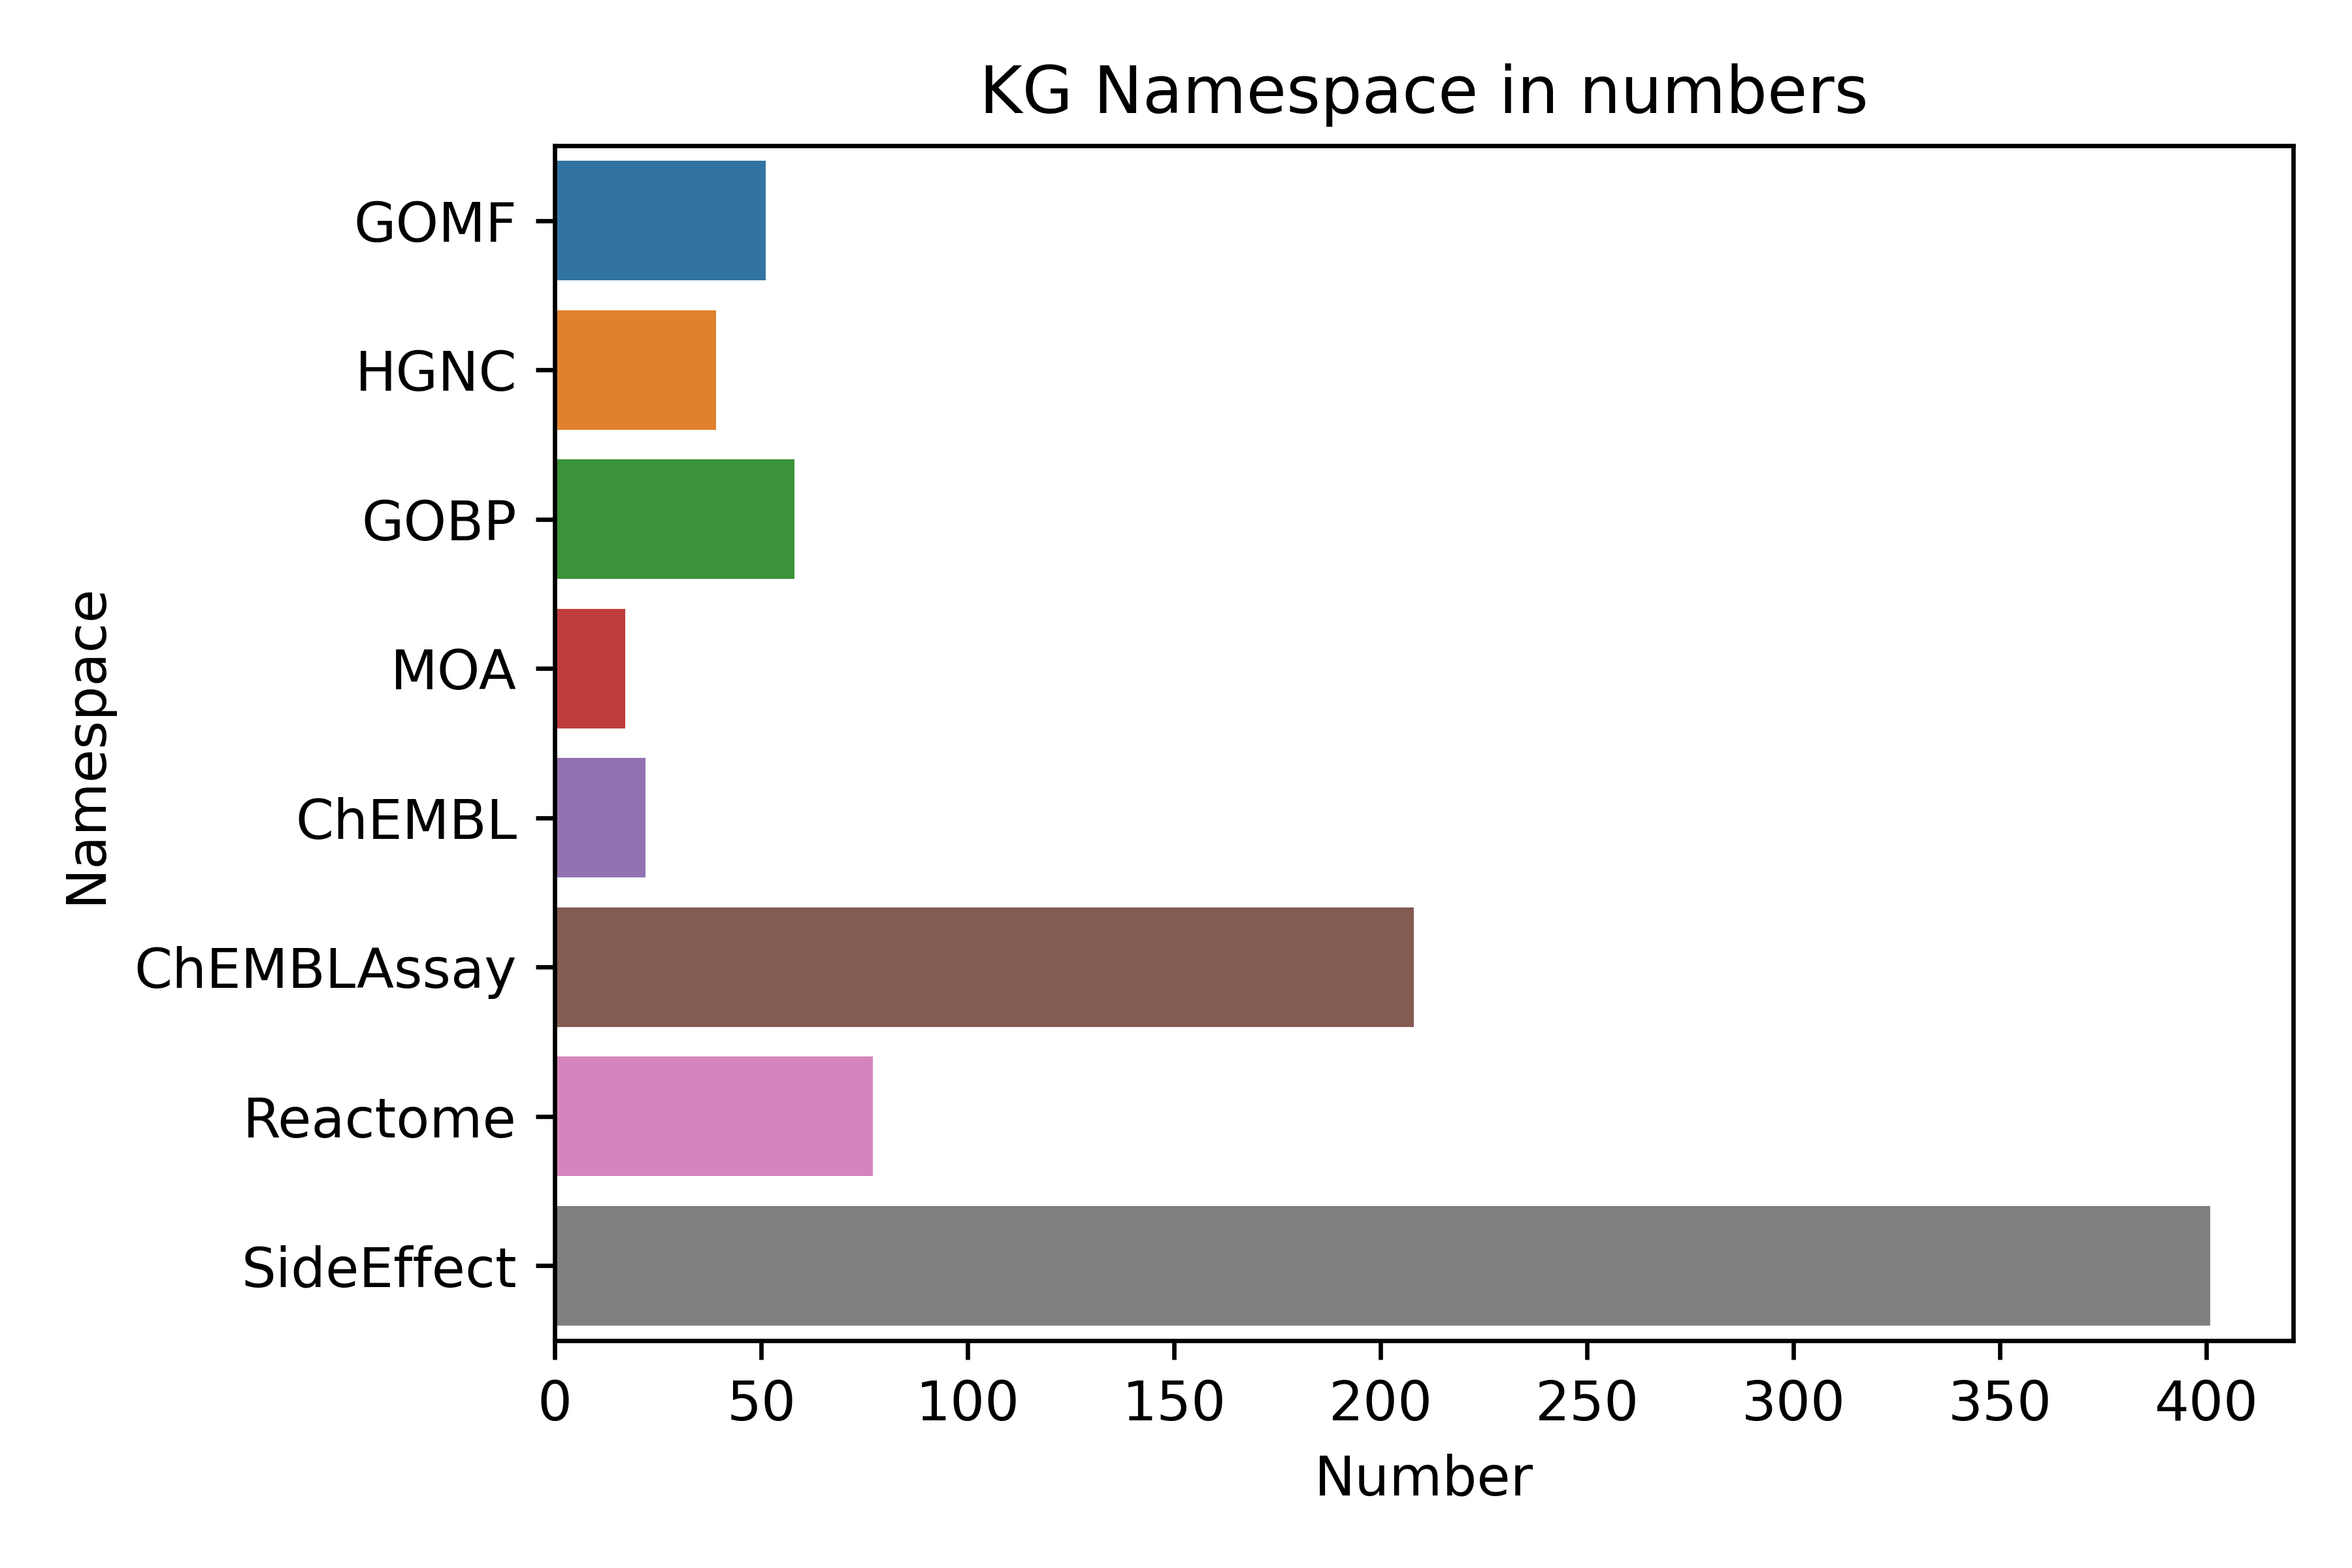 KG Namespace in numbers
GOMF
HGNC
GOBP
MOA
ChEMBL
ChEMBLAssay
Reactome
SideEffect
Namespace
0 50 100 150 200 250 300 350 400
Number